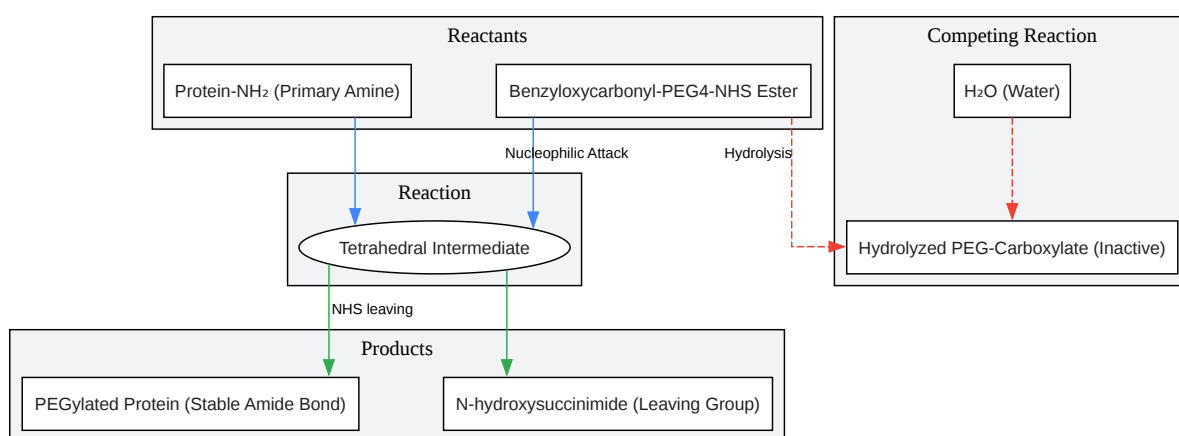 Reactants
Competing Reaction
Protein-NH₂ (Primary Amine)
Benzyloxycarbonyl-PEG4-NHS Ester
H₂O (Water)
Nucleophilic Attack
Hydrolysis
Reaction
Tetrahedral Intermediate
Hydrolyzed PEG-Carboxylate (Inactive)
NHS leaving
Products
PEGylated Protein (Stable Amide Bond)
N-hydroxysuccinimide (Leaving Group)